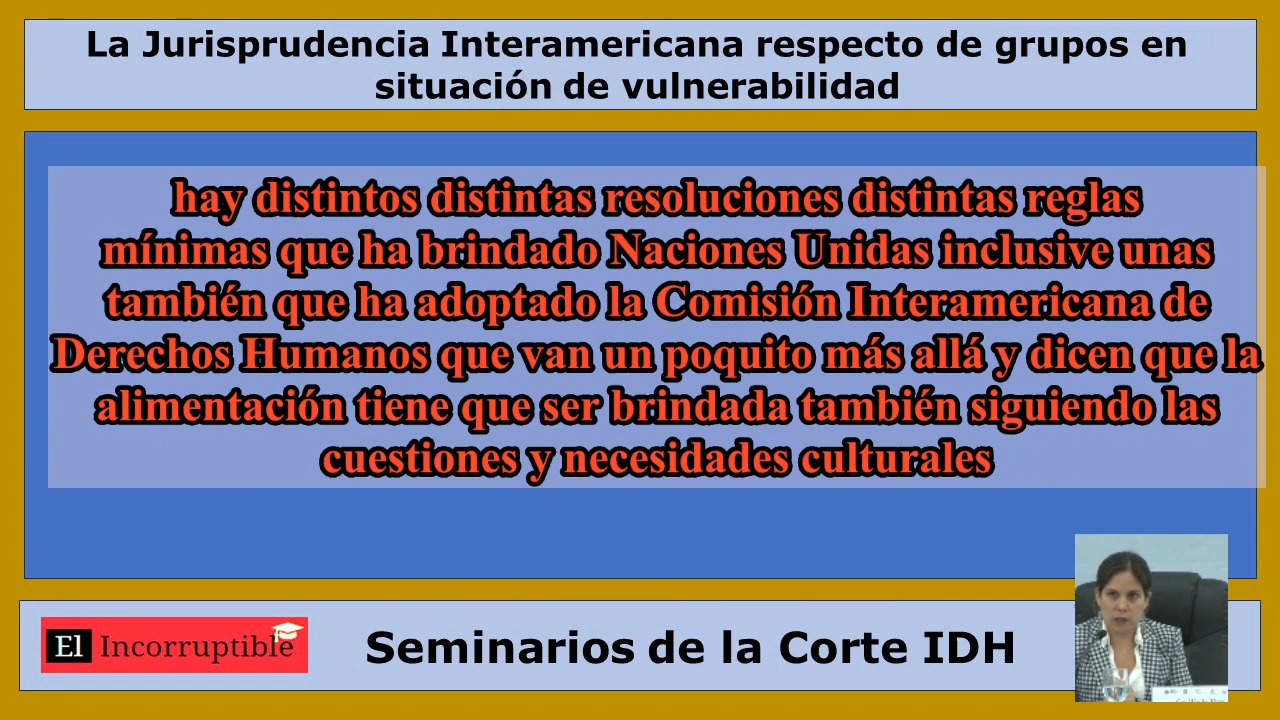 La Jurisprudencia Interamericana respecto de grupos en
situación de vulnerabilidad
hay distintos distintas resoluciones distintas reglas
mínimas que ha brindado Naciones Unidas inclusive unas
también que ha adoptado la Comisión Interamericana de
Derechos Humanos que van un poquito más allá y dicen que la
alimentación tiene que ser brindada también siguiendo las
cuestiones y necesidades culturales
El Incorruptible
Seminarios de la Corte IDH